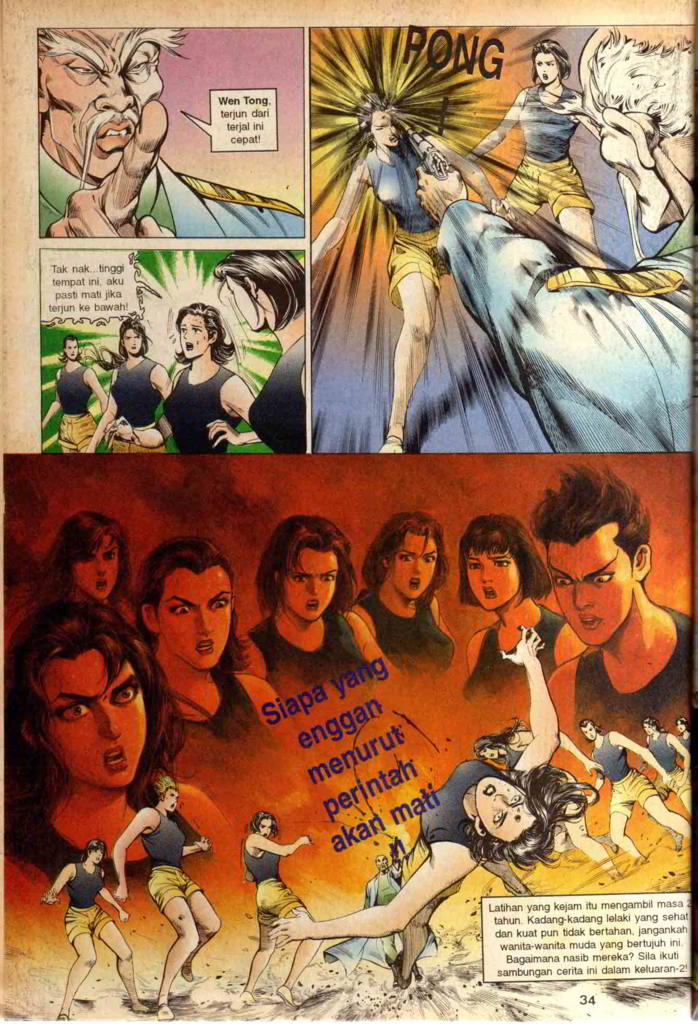 Wen Tong,
terjun dari
terjal ini
cepat!
Tak nak...tinggi
tempat ini, aku
pasti mati jika
terjun ke bawah!
PONG
!
Siapa yang
enggan
menurut
perintah
akan mati
!!
Latihan yang kejam itu mengambil masa 2
tahun. Kadang-kadang lelaki yang sehat
dan kuat pun tidak bertahan, jangankah
wanita-wanita muda yang bertujuh ini.
Bagaimana nasib mereka? Sila ikuti
sambungan cerita ini dalam keluaran-2!
34